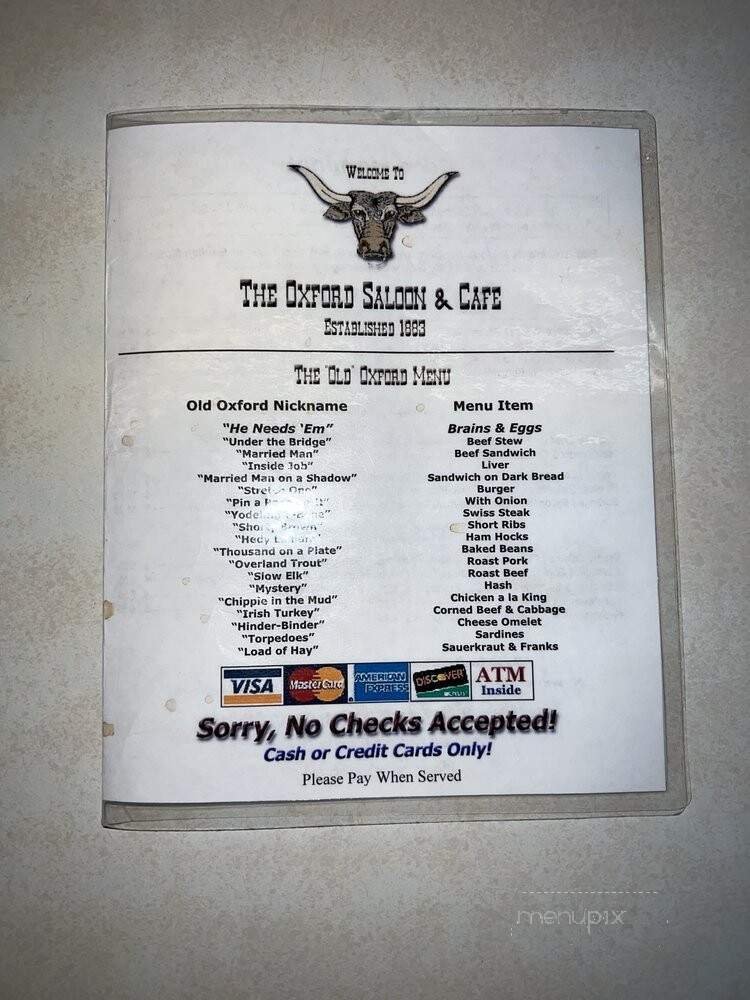 WELCOME TO
THE OXFORD SALOON & CAFE
ESTABLISHED 1883
THE "OLD" OXFORD MENU
Old Oxford Nickname Menu Item
"He Needs 'Em" Brains & Eggs
"Under the Bridge" Beef Stew
"Married Man" Beef Sandwich
"Inside Job" Liver
"Married Man on a Shadow" Sandwich on Dark Bread
One" Burger
"Pin a With Onion
Swiss Steak
Short Ribs
"Hedy Ham Hocks
"Thousand on a Plate" Baked Beans
"Overland Trout" Roast Pork
"Slow Elk" Roast Beef
"Mystery" Hash
"Chippie in the Mud" Chicken a la King
"Irish Turkey" Corned Beef & Cabbage
"Hinder-Binder" Cheese Omelet
"Torpedoes" Sardines
"Load of Hay" Sauerkraut & Franks
VISA MasterCard AMERICAN EXPRESS DISCOVER ATM Inside
Sorry, No Checks Accepted!
Cash or Credit Cards Only!
Please Pay When Served
menupix